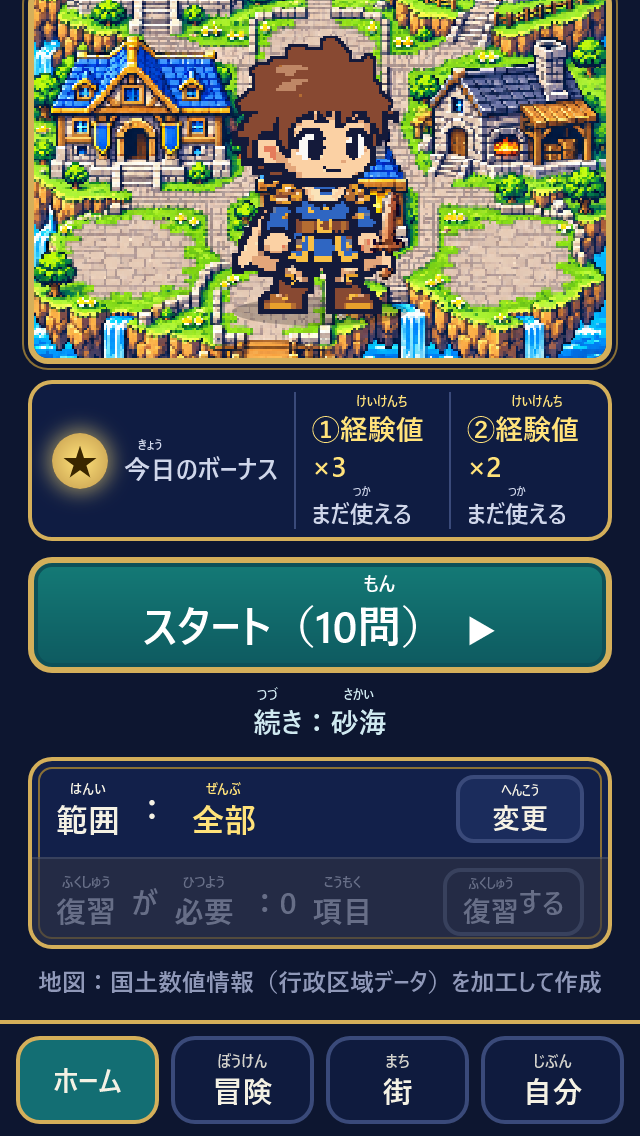 きょう
今日のボーナス
けいけんち
①経験値
×3
つか
まだ使える
けいけんち
②経験値
×2
つか
まだ使える
もん
スタート（10問） ▶
つづ さかい
続き：砂海
はんい ぜんぶ
範囲 ： 全部
へんこう
変更
ふくしゅう ひつよう こうもく
復習 が 必要 ：0 項目
ふくしゅう
復習する
地図：国土数値情報（行政区域データ）を加工して作成
ホーム
ぼうけん
冒険
まち
街
じぶん
自分